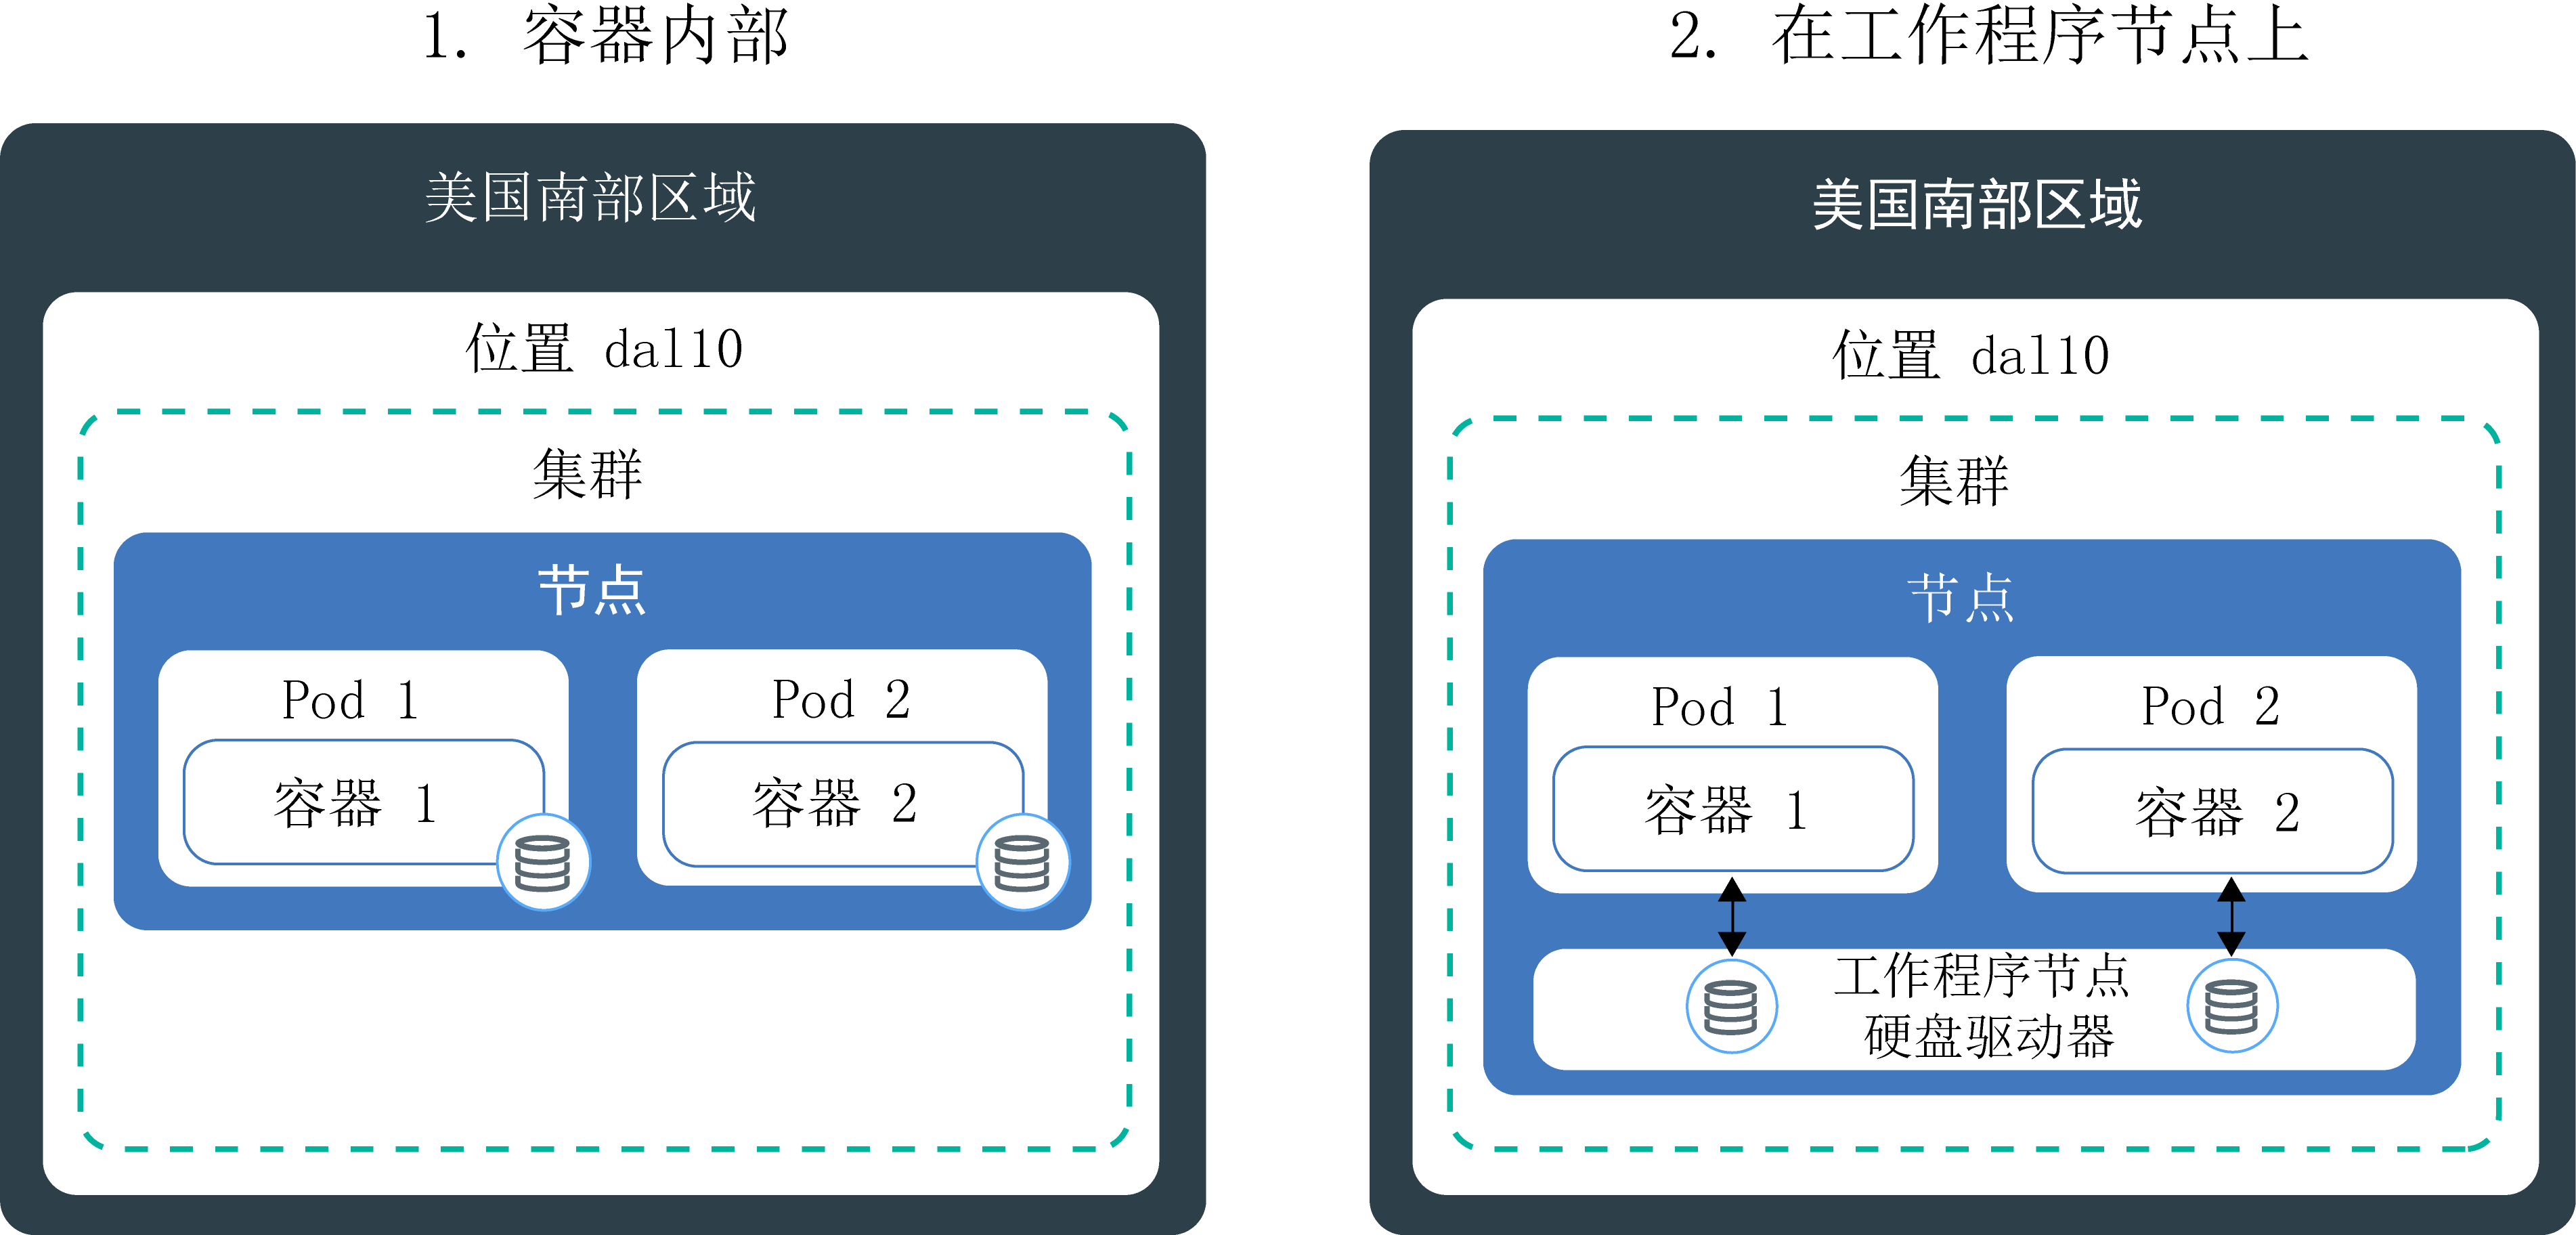 1. 容器内部
美国南部区域
位置 dal10
集群
节点
Pod 1
容器 1
Pod 2
容器 2
2. 在工作程序节点上
美国南部区域
位置 dal10
集群
节点
Pod 1
容器 1
Pod 2
容器 2
工作程序节点
硬盘驱动器